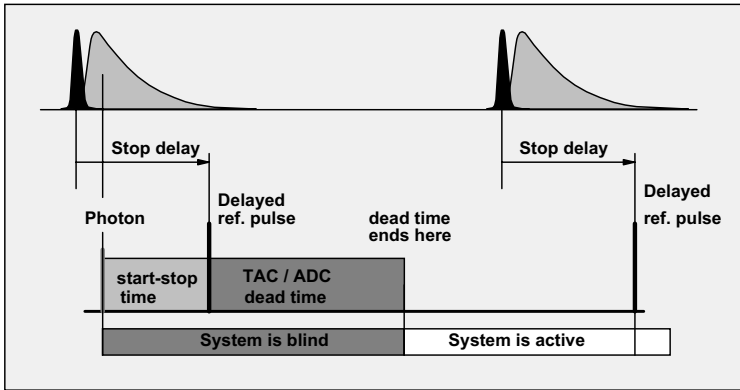 Stop delay
Stop delay
Photon
Delayed
ref. pulse
dead time
ends here
Delayed
ref. pulse
start-stop
time
TAC / ADC
dead time
System is blind
System is active